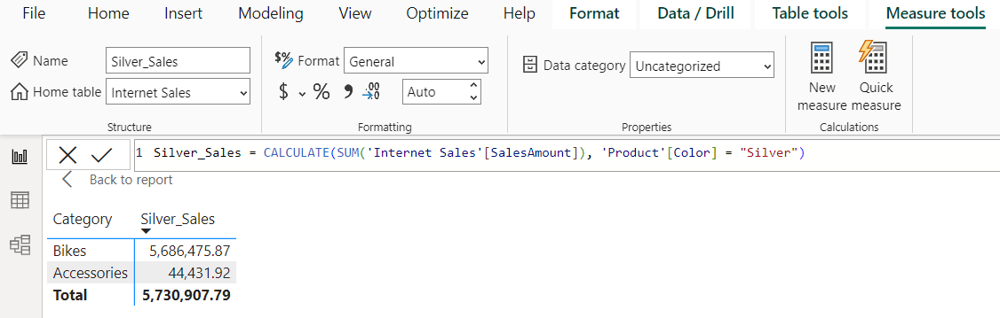 File Home Insert Modeling View Optimize Help Format Data / Drill Table tools Measure tools
Name Silver_Sales $% Format General Data category Uncategorized New measure Quick measure
Home table Internet Sales $ % 9 .00 →0 Auto
Structure Formatting Properties Calculations
1 Silver_Sales = CALCULATE(SUM('Internet Sales'[SalesAmount]), 'Product'[Color] = "Silver")
Back to report
Category Silver_Sales
Bikes 5,686,475.87
Accessories 44,431.92
Total 5,730,907.79